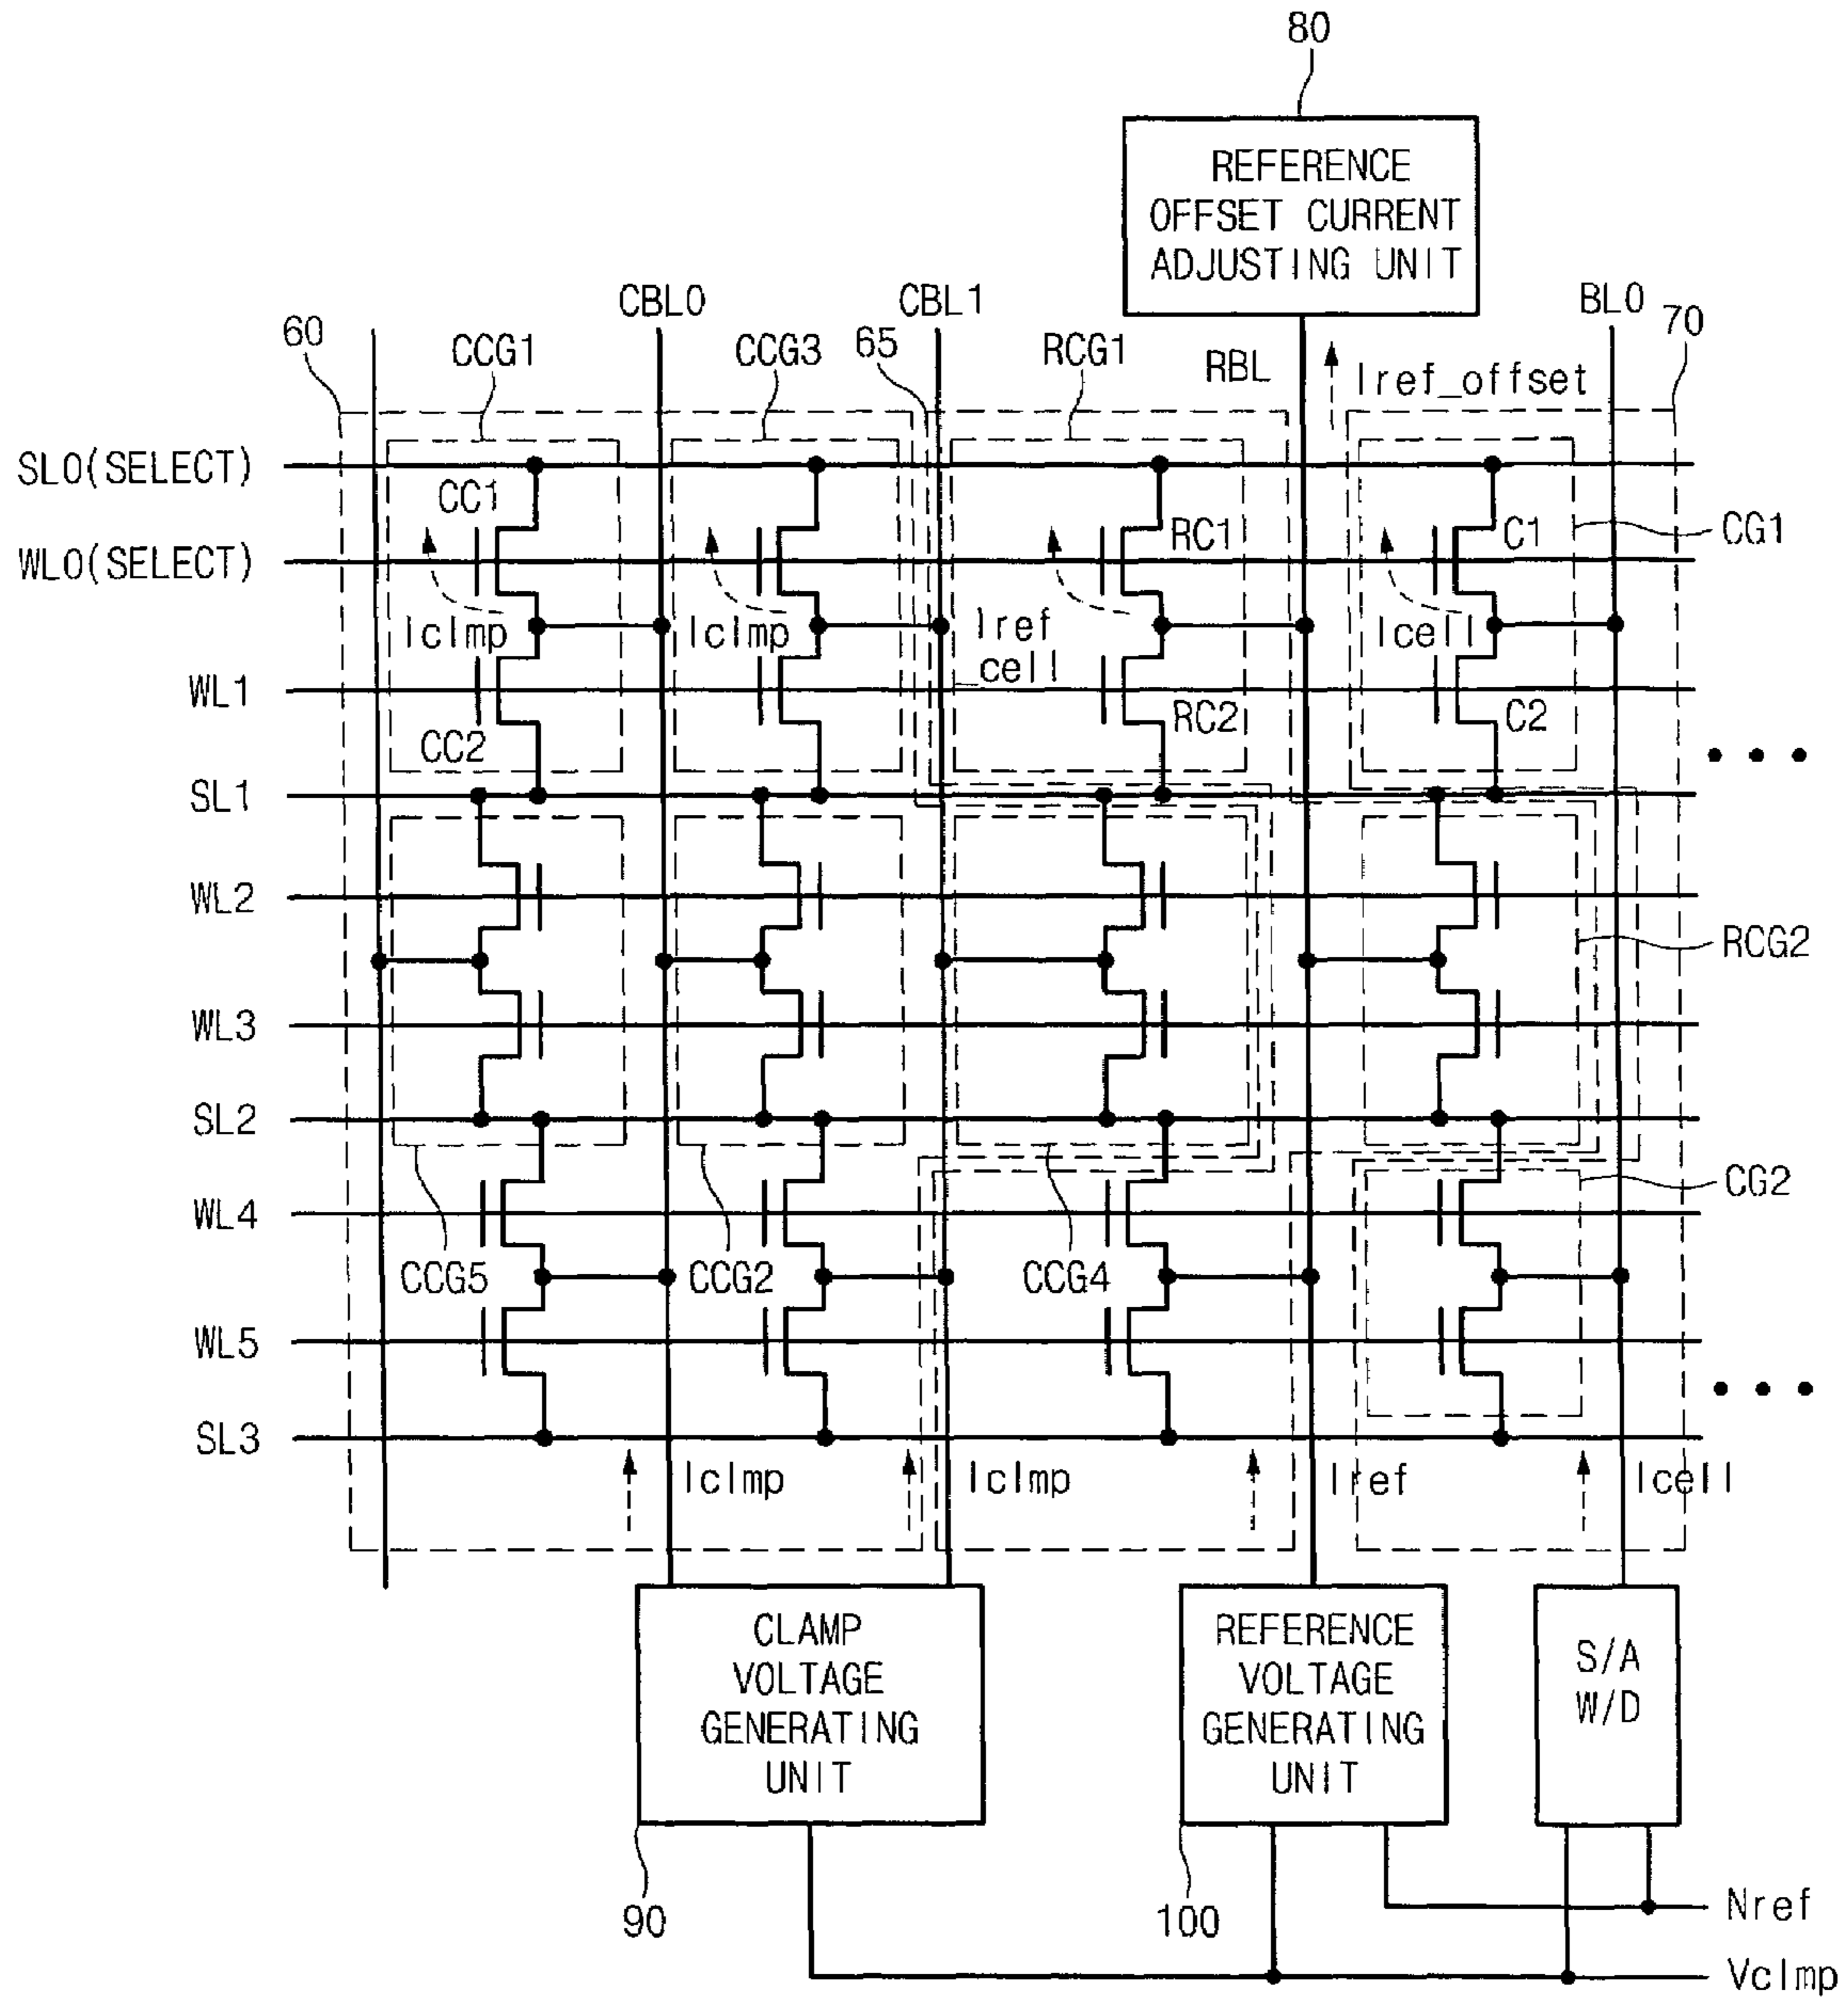 80
REFERENCE
OFFSET CURRENT
ADJUSTING UNIT
CBL0
CBL1
BL0
70
60
CCG1
CCG3
65
RCG1
RBL
Iref_offset
SL0(SELECT)
CC1
WL0(SELECT)
RC1
C1
CG1
Iclmp
Iclmp
Iref
_cell
Icell
WL1
CC2
RC2
C2
SL1
WL2
RCG2
WL3
SL2
CG2
WL4
CCG5
CCG2
CCG4
WL5
SL3
Iclmp
Iclmp
Iref
Icell
CLAMP
VOLTAGE
GENERATING
UNIT
REFERENCE
VOLTAGE
GENERATING
UNIT
S/A
W/D
90
100
Nref
Vclmp